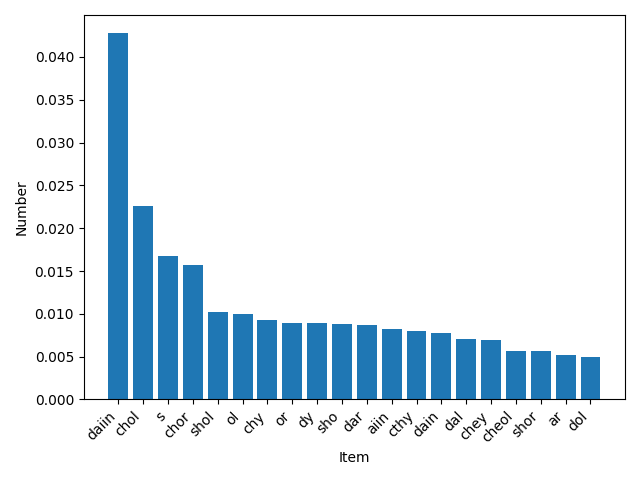 0.040
0.035
0.030
0.025
0.020
0.015
0.010
0.005
0.000
Number
daiin
chol
s
chor
shol
ol
chy
or
dy
sho
dar
aiin
cthy
dain
dal
chey
cheol
shor
ar
dol
Item